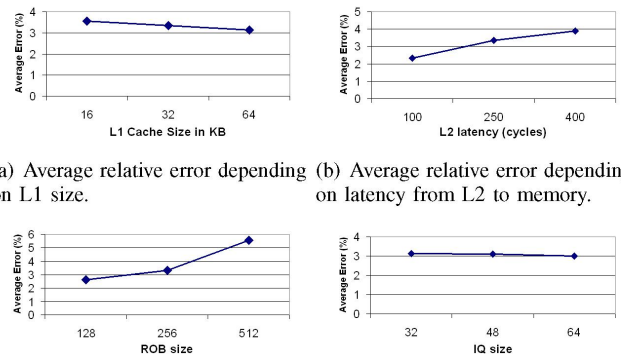 Average Error (%)
4
3
2
1
0
16 32 64
L1 Cache Size in KB
Average Error (%)
5
4
3
2
1
0
100 250 400
L2 latency (cycles)
a) Average relative error depending
n L1 size.
(b) Average relative error dependin
on latency from L2 to memory.
Average Error (%)
6
5
4
3
2
1
0
128 256 512
ROB size
Average Error (%)
4
3
2
1
0
32 48 64
IQ size